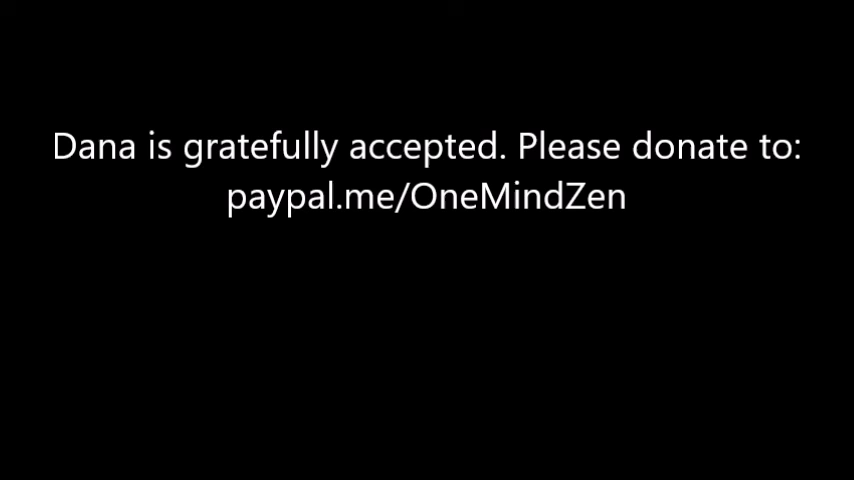 Dana is gratefully accepted. Please donate to:
paypal.me/OneMindZen